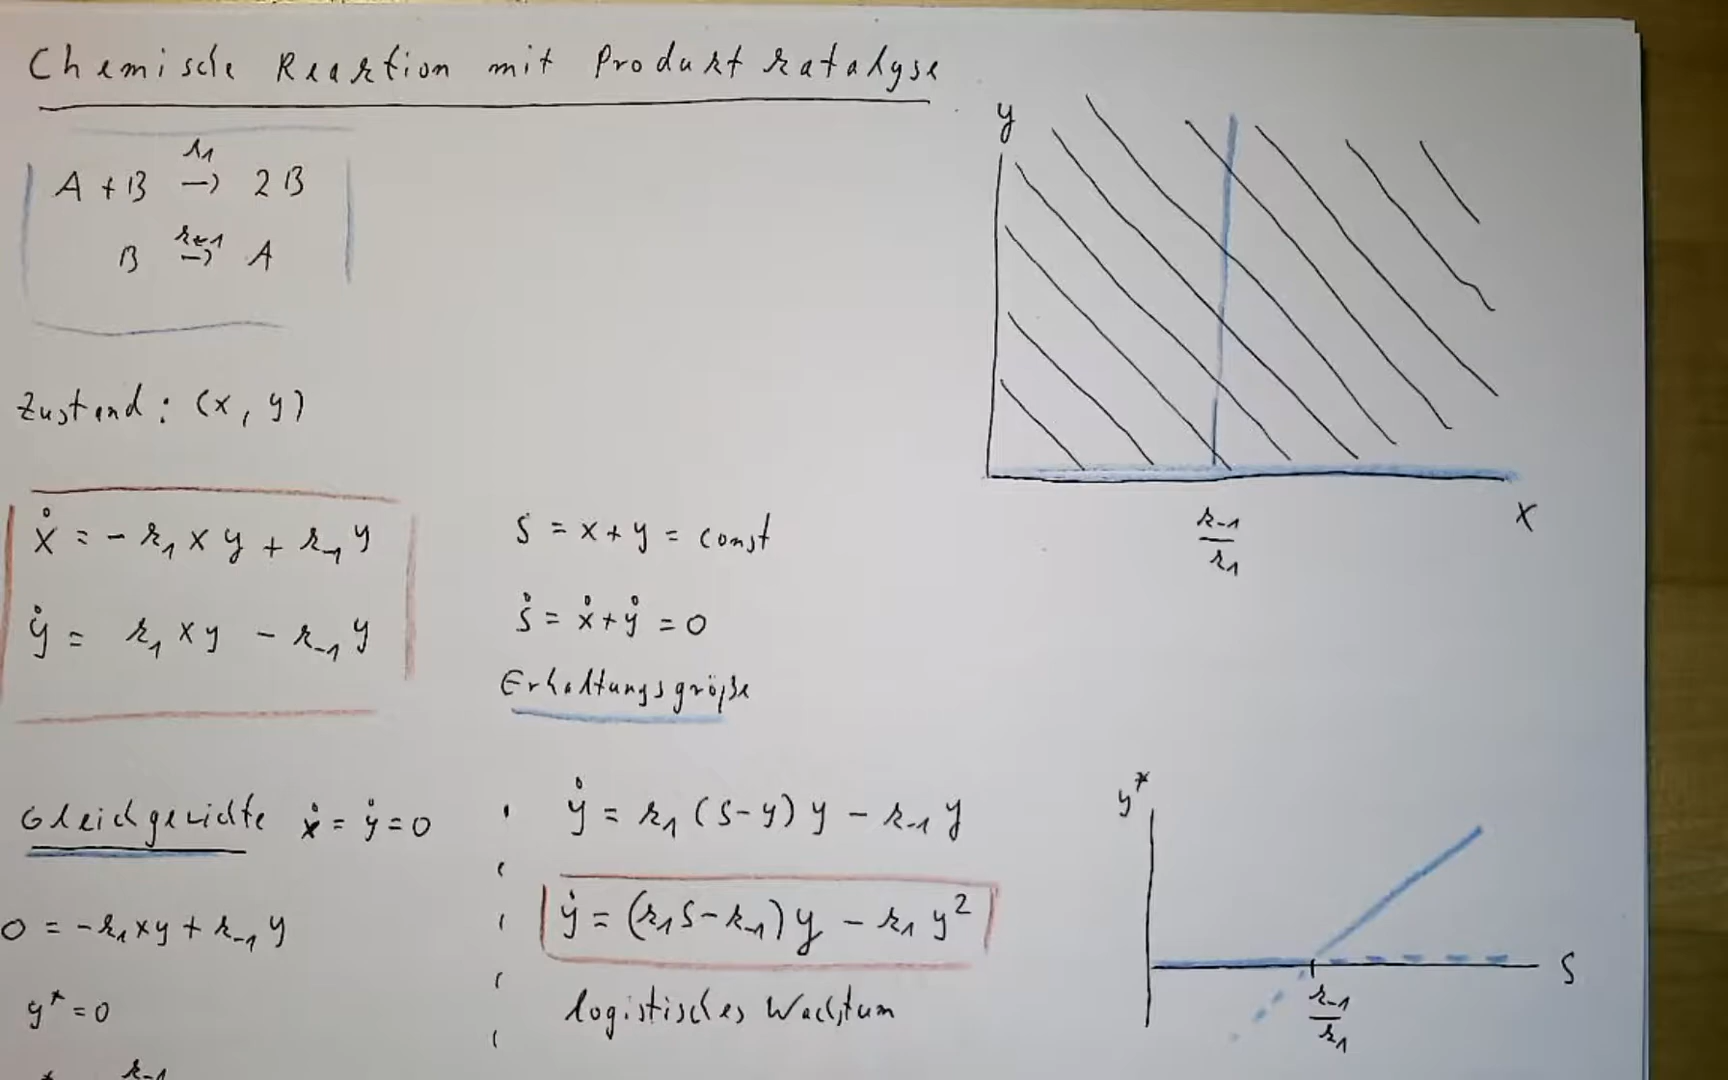 Chemische Reaktion mit Produktkatalyse
A + B →^{k₁} 2B
B →^{k₋₁} A
Zustand: (x, y)
ẋ = -k₁ x y + k₋₁ y
ẏ = k₁ x y - k₋₁ y
S = x + y = const
Ṡ = ẋ + ẏ = 0
Erhaltungsgröße
Gleichgewichte ẋ = ẏ = 0
0 = -k₁ x y + k₋₁ y
y* = 0
k₋₁
ẏ = k₁ (S-y) y - k₋₁ y
ẏ = (k₁ S - k₋₁) y - k₁ y²
logistisches Wachstum
y
x
k₋₁/k₁
y*
S
k₋₁/k₁